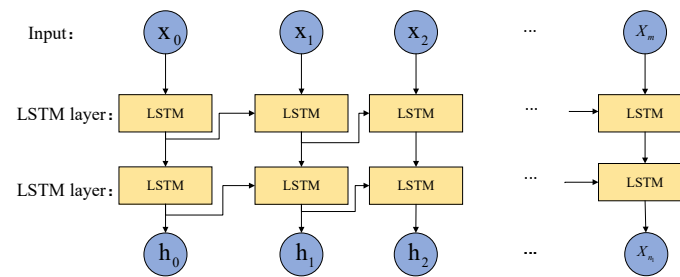 Input： x0 x1 x2 ... Xm
LSTM layer： LSTM LSTM LSTM ... LSTM
LSTM layer： LSTM LSTM LSTM ... LSTM
h0 h1 h2 ... Xn1